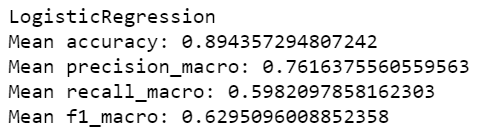 LogisticRegression
Mean accuracy: 0.894357294807242
Mean precision_macro: 0.7616375560559563
Mean recall_macro: 0.5982097858162303
Mean f1_macro: 0.6295096008852358